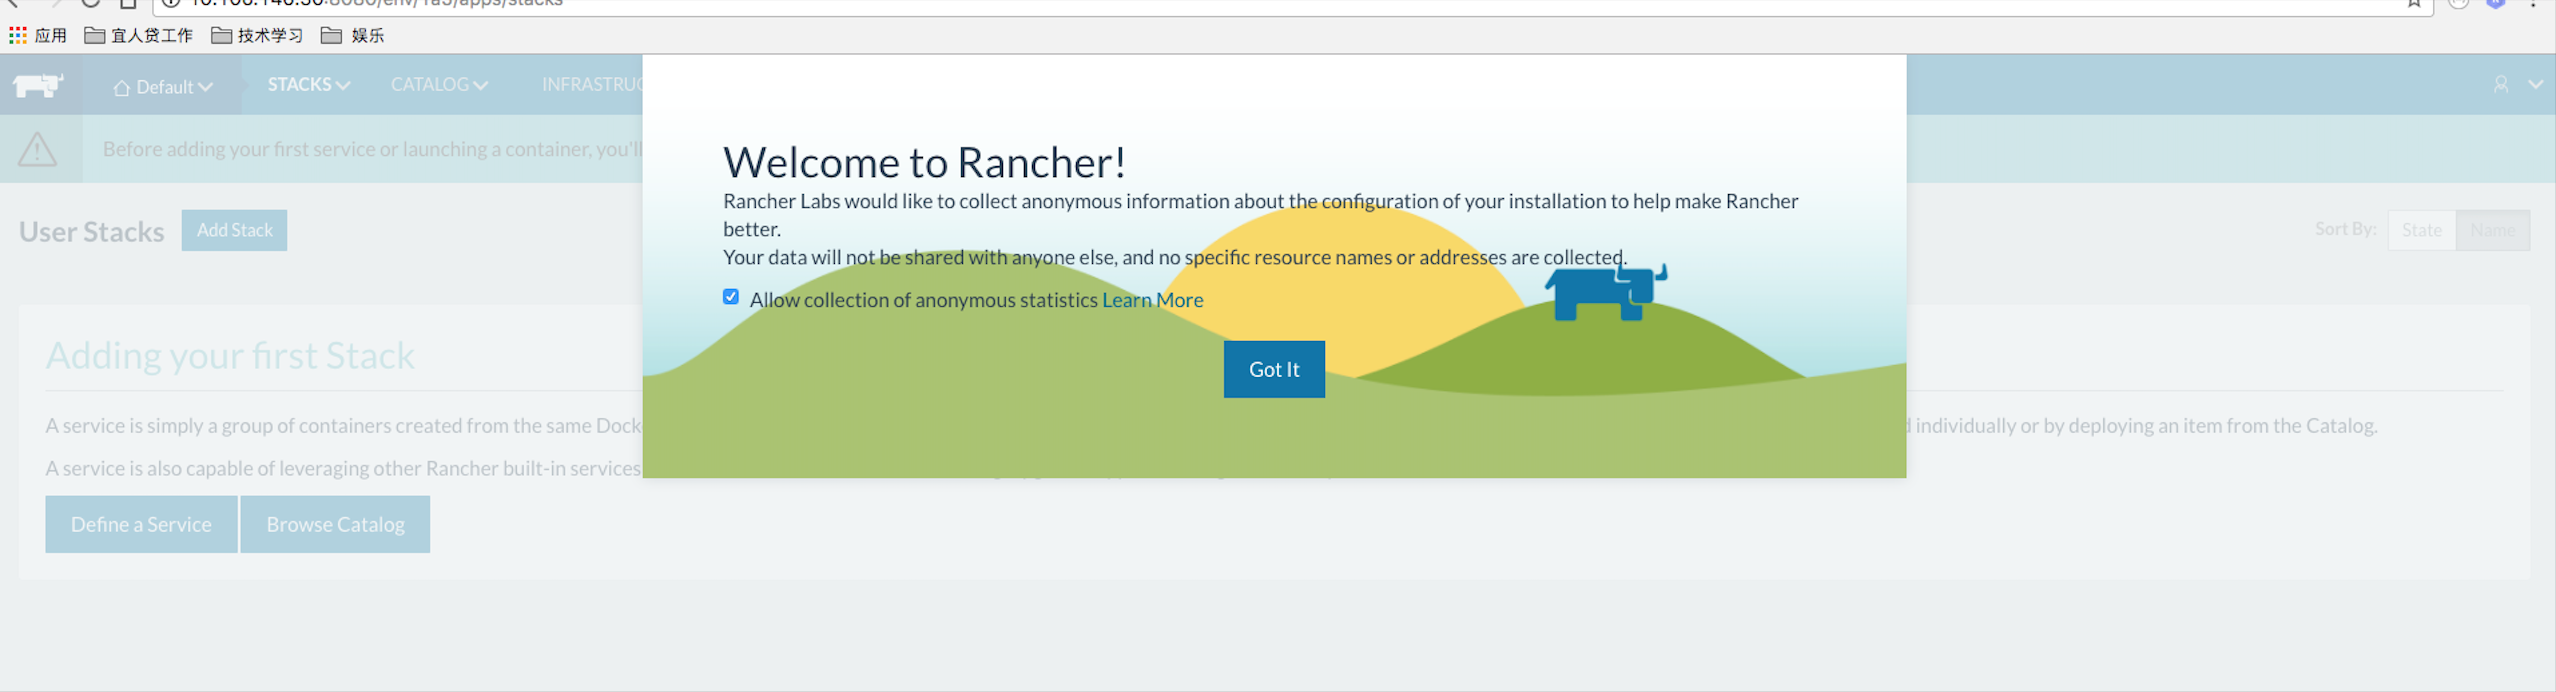 应用 宜人贷工作 技术学习 娱乐
Default STACKS CATALOG INFRASTRUC
Before adding your first service or launching a container, you'll
Welcome to Rancher!
Rancher Labs would like to collect anonymous information about the configuration of your installation to help make Rancher
better.
Your data will not be shared with anyone else, and no specific resource names or addresses are collected.
Allow collection of anonymous statistics Learn More
Got It
User Stacks Add Stack
Sort By: State Name
Adding your first Stack
A service is simply a group of containers created from the same Dock
individually or by deploying an item from the Catalog.
A service is also capable of leveraging other Rancher built-in services
Define a Service Browse Catalog